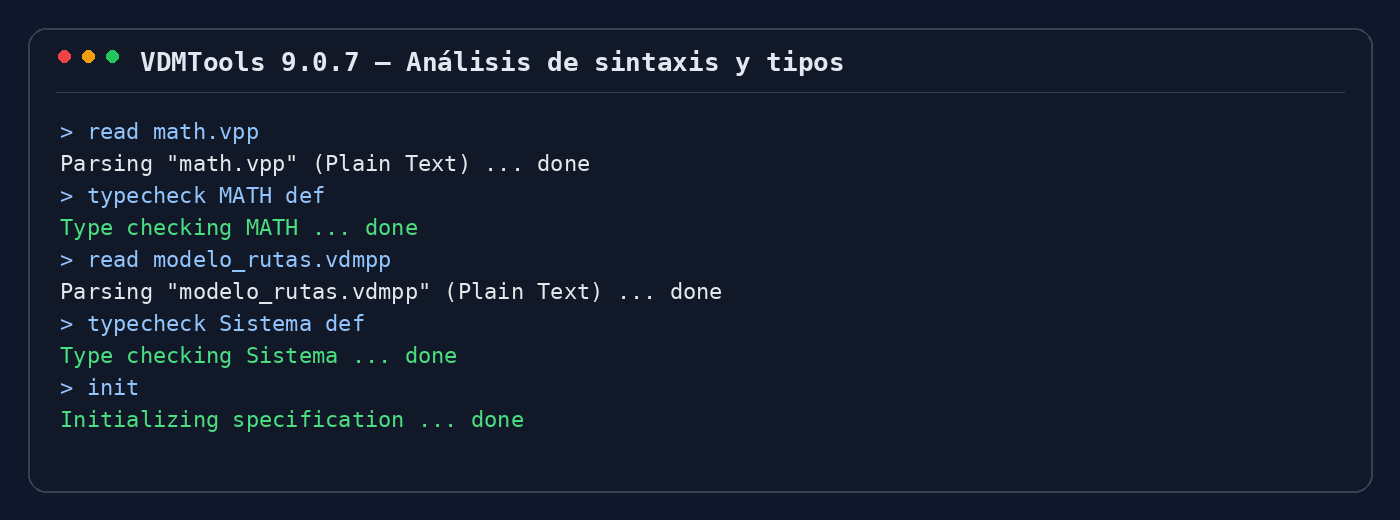 VDMTools 9.0.7 — Análisis de sintaxis y tipos
> read math.vpp
Parsing "math.vpp" (Plain Text) ... done
> typecheck MATH def
Type checking MATH ... done
> read modelo_rutas.vdmpp
Parsing "modelo_rutas.vdmpp" (Plain Text) ... done
> typecheck Sistema def
Type checking Sistema ... done
> init
Initializing specification ... done